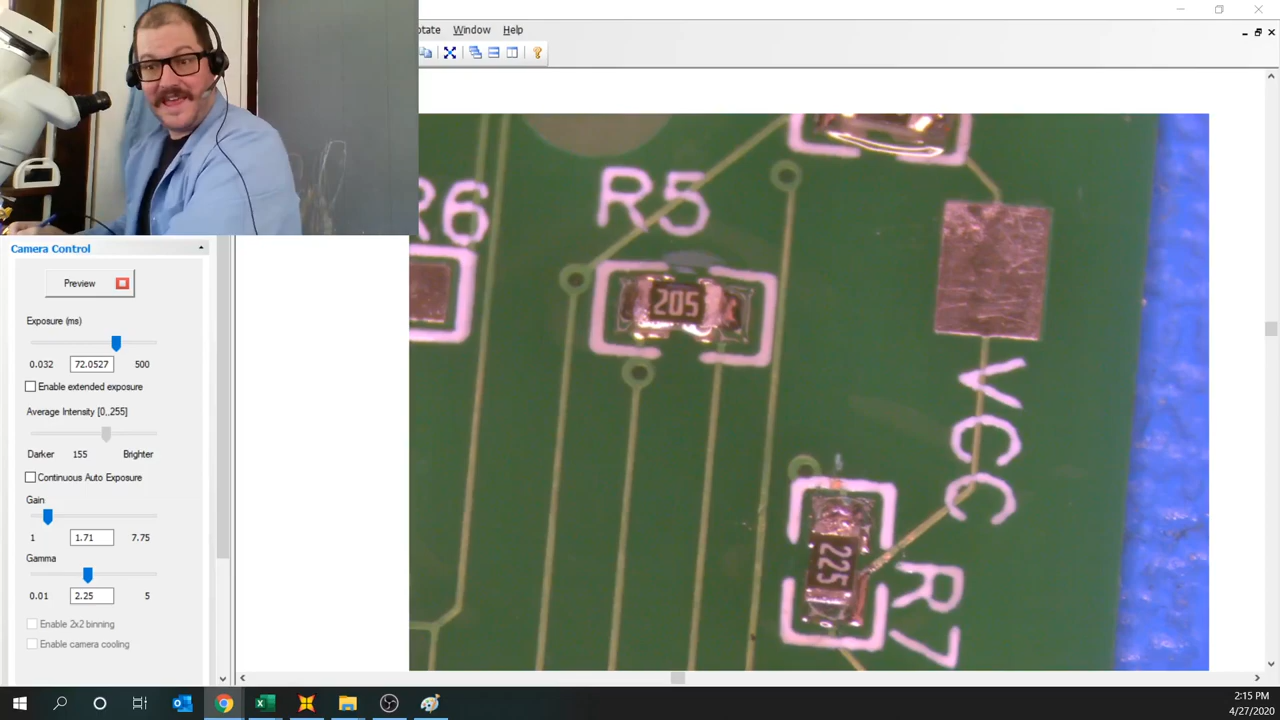 Window Help
Camera Control
Preview
Exposure (ms)
0.032 72.0527 500
Enable extended exposure
Average Intensity [0,.255]
Darker 155 Brighter
Continuous Auto Exposure
Gain
1 1.71 7.75
Gamma
0.01 2.25 5
Enable 2x2 binning
Enable camera cooling
R5
R6
205
VCC
225
R7
2:15 PM
4/27/2020